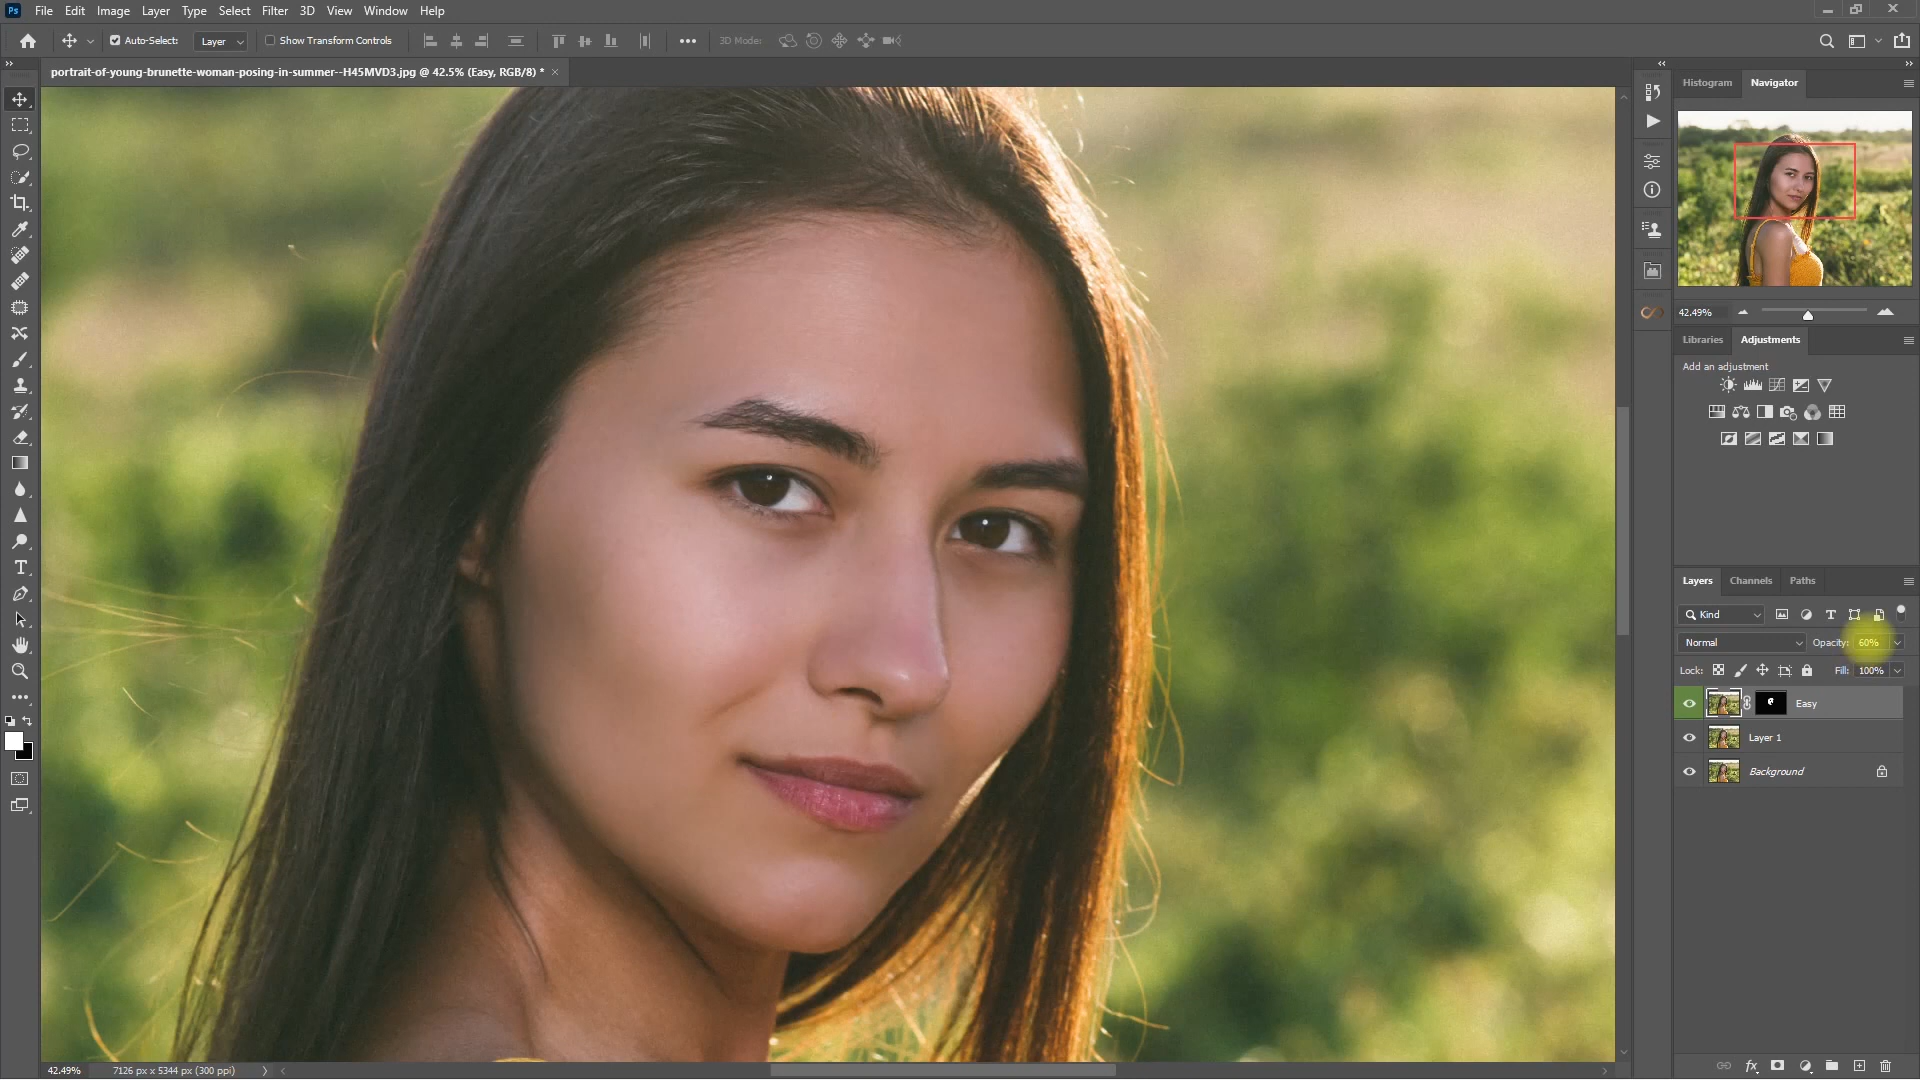 Ps File Edit Image Layer Type Select Filter 3D View Window Help
Auto-Select: Layer Show Transform Controls 3D Mode:
portrait-of-young-brunette-woman-posing-in-summer--H45MVD3.jpg @ 42.5% (Easy, RGB/8) *
Histogram Navigator
42.49%
Libraries Adjustments
Add an adjustment
Layers Channels Paths
Kind
Normal Opacity: 60%
Lock: Fill: 100%
Easy
Layer 1
Background
42.49% 7126 px x 5344 px (300 ppi)